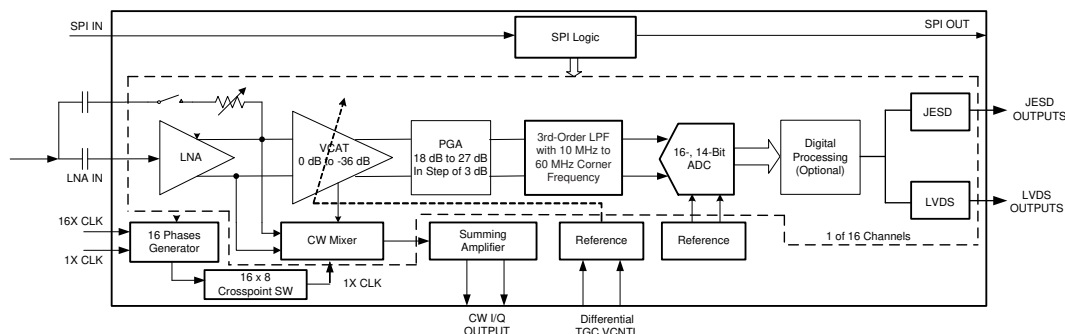 SPI IN
SPI OUT
SPI Logic
LNA IN
LNA
VCAT
0 dB to -36 dB
PGA
18 dB to 27 dB
In Step of 3 dB
3rd-Order LPF
with 10 MHz to
60 MHz Corner
Frequency
16-, 14-Bit
ADC
Digital
Processing
(Optional)
JESD
JESD
OUTPUTS
LVDS
LVDS
OUTPUTS
16X CLK
1X CLK
16 Phases
Generator
CW Mixer
Summing
Amplifier
Reference
Reference
1 of 16 Channels
16 x 8
Crosspoint SW
1X CLK
CW I/Q
OUTPUT
Differential
TGC VCNTL